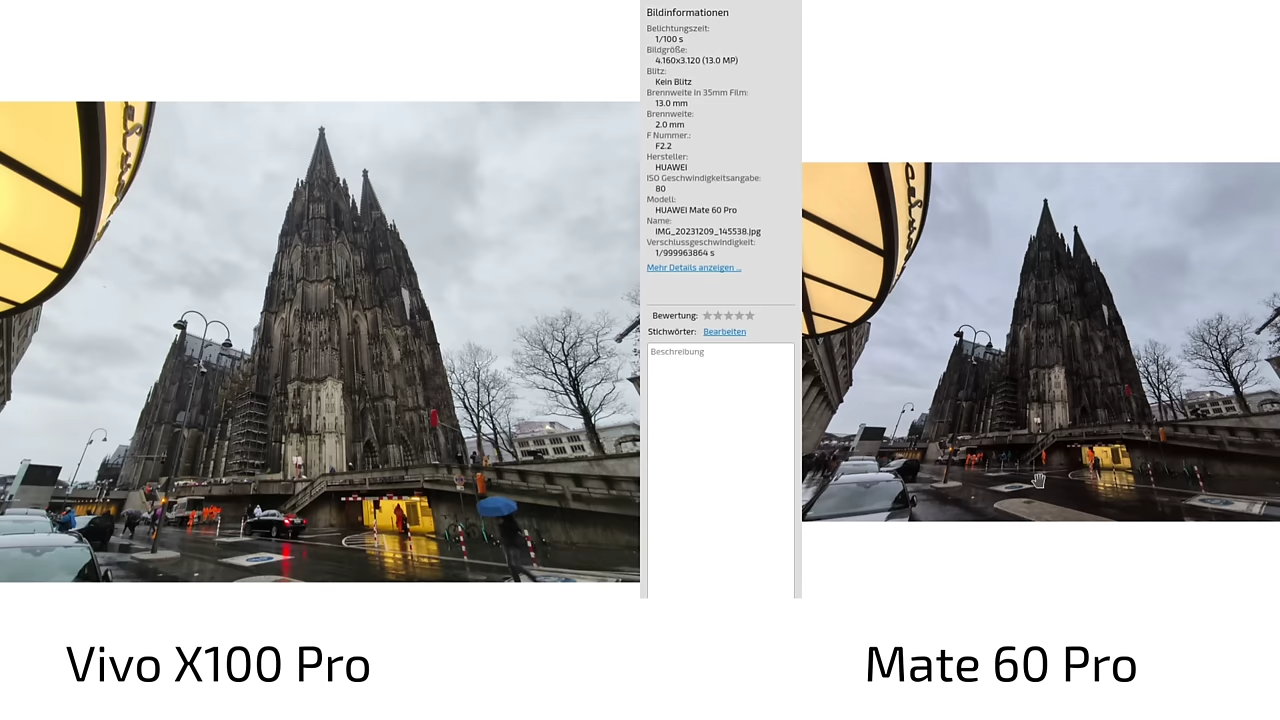 Bildinformationen
Belichtungszeit:
1/100 s
Bildgröße:
4.160x3.120 (13.0 MP)
Blitz:
Kein Blitz
Brennweite in 35mm Film:
13.0 mm
Brennweite:
2.0 mm
F Nummer.:
F2.2
Hersteller:
HUAWEI
ISO Geschwindigkeitsangabe:
80
Modell:
HUAWEI Mate 60 Pro
Name:
IMG_20231209_145538.jpg
Verschlussgeschwindigkeit:
1/999963864 s
Mehr Details anzeigen ...
Bewertung:
Stichwörter: Bearbeiten
Beschreibung
Vivo X100 Pro
Mate 60 Pro